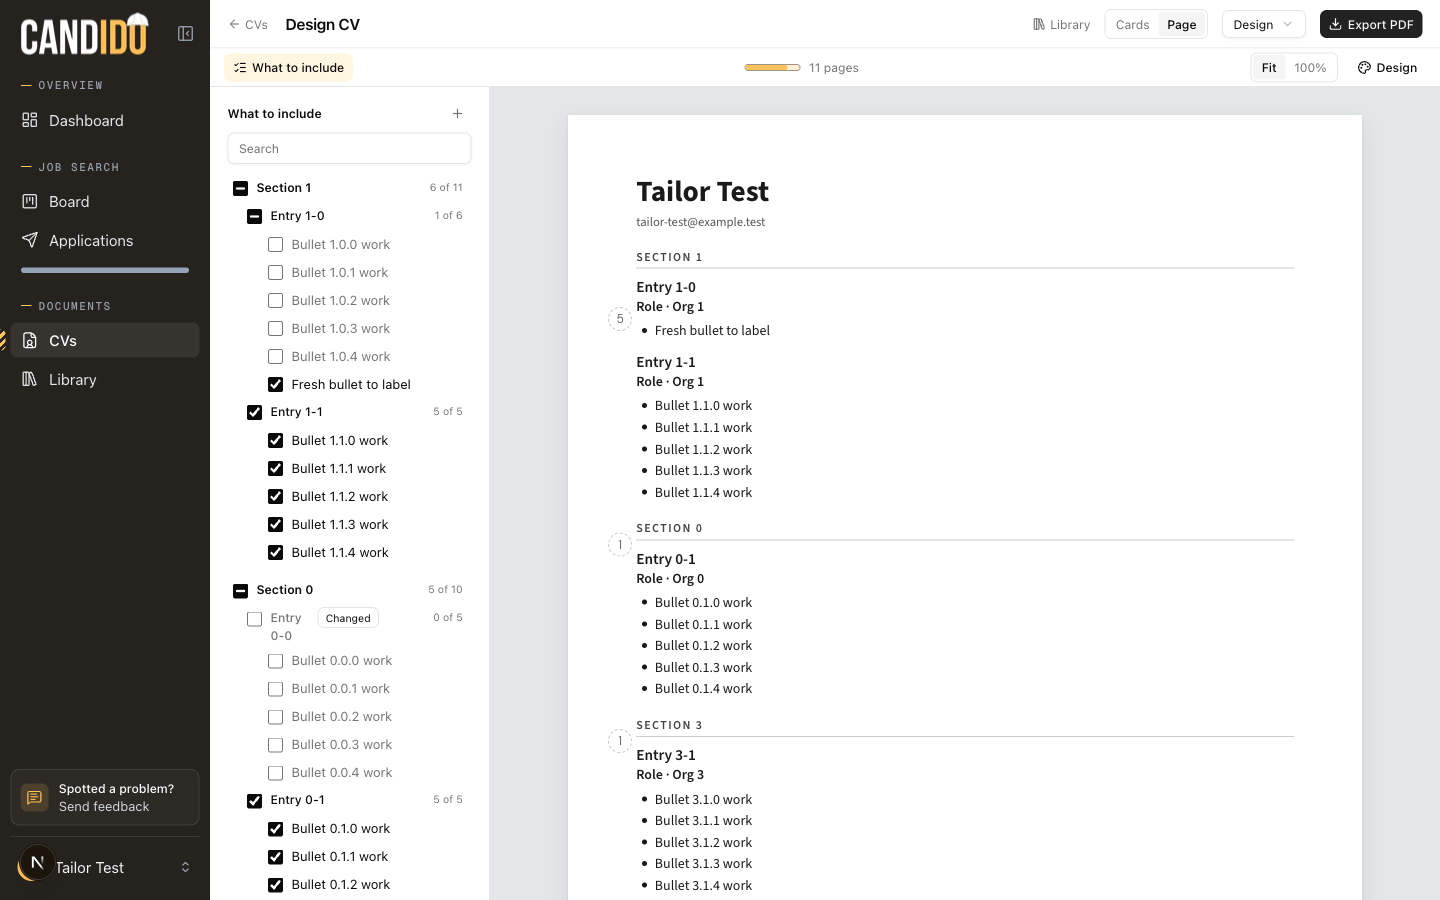 CANDIDO
OVERVIEW
Dashboard
JOB SEARCH
Board
Applications
DOCUMENTS
CVs
Library
Spotted a problem?
Send feedback
N
Tailor Test
CVs
Design CV
Library
Cards
Page
Design
Export PDF
What to include
11 pages
Fit
100%
Design
What to include
Search
Section 1
6 of 11
Entry 1-0
1 of 6
Bullet 1.0.0 work
Bullet 1.0.1 work
Bullet 1.0.2 work
Bullet 1.0.3 work
Bullet 1.0.4 work
Fresh bullet to label
Entry 1-1
5 of 5
Bullet 1.1.0 work
Bullet 1.1.1 work
Bullet 1.1.2 work
Bullet 1.1.3 work
Bullet 1.1.4 work
Section 0
5 of 10
Entry 0-0
Changed
0 of 5
Bullet 0.0.0 work
Bullet 0.0.1 work
Bullet 0.0.2 work
Bullet 0.0.3 work
Bullet 0.0.4 work
Entry 0-1
5 of 5
Bullet 0.1.0 work
Bullet 0.1.1 work
Bullet 0.1.2 work
Tailor Test
tailor-test@example.test
SECTION 1
Entry 1-0
Role · Org 1
5
Fresh bullet to label
Entry 1-1
Role · Org 1
Bullet 1.1.0 work
Bullet 1.1.1 work
Bullet 1.1.2 work
Bullet 1.1.3 work
Bullet 1.1.4 work
SECTION 0
1
Entry 0-1
Role · Org 0
Bullet 0.1.0 work
Bullet 0.1.1 work
Bullet 0.1.2 work
Bullet 0.1.3 work
Bullet 0.1.4 work
SECTION 3
1
Entry 3-1
Role · Org 3
Bullet 3.1.0 work
Bullet 3.1.1 work
Bullet 3.1.2 work
Bullet 3.1.3 work
Bullet 3.1.4 work